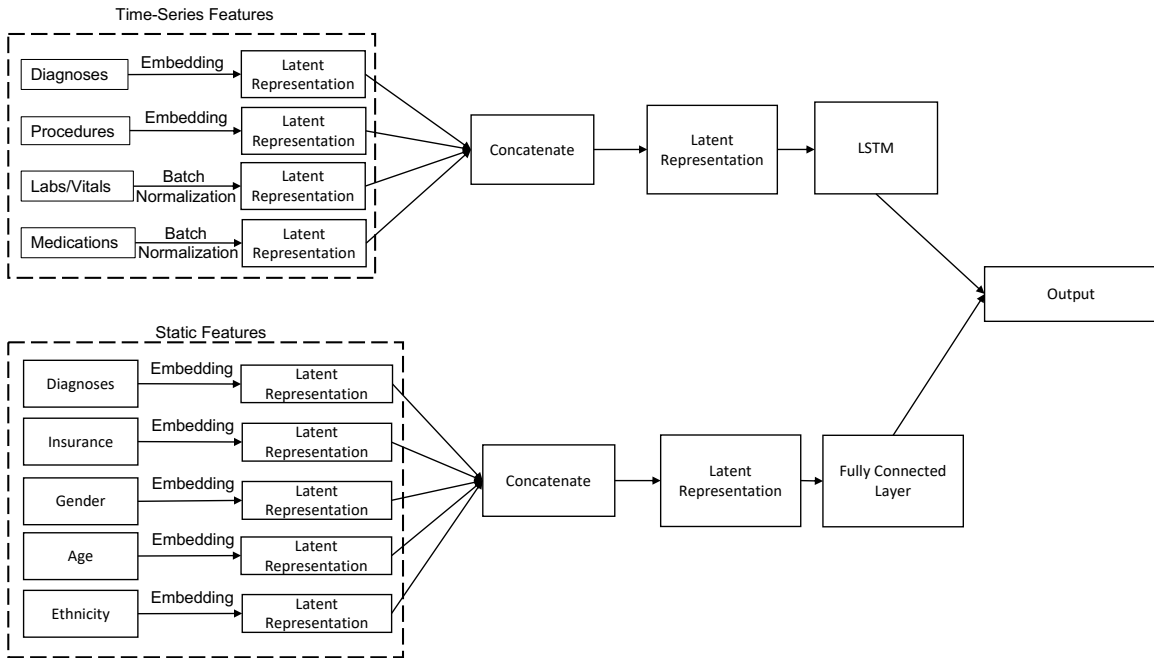 Time-Series Features
Diagnoses
Embedding
Latent
Representation
Procedures
Embedding
Latent
Representation
Labs/Vitals
Batch
Normalization
Latent
Representation
Medications
Batch
Normalization
Latent
Representation
Concatenate
Latent
Representation
LSTM
Output
Static Features
Diagnoses
Embedding
Latent
Representation
Insurance
Embedding
Latent
Representation
Gender
Embedding
Latent
Representation
Age
Embedding
Latent
Representation
Ethnicity
Embedding
Latent
Representation
Concatenate
Latent
Representation
Fully Connected
Layer